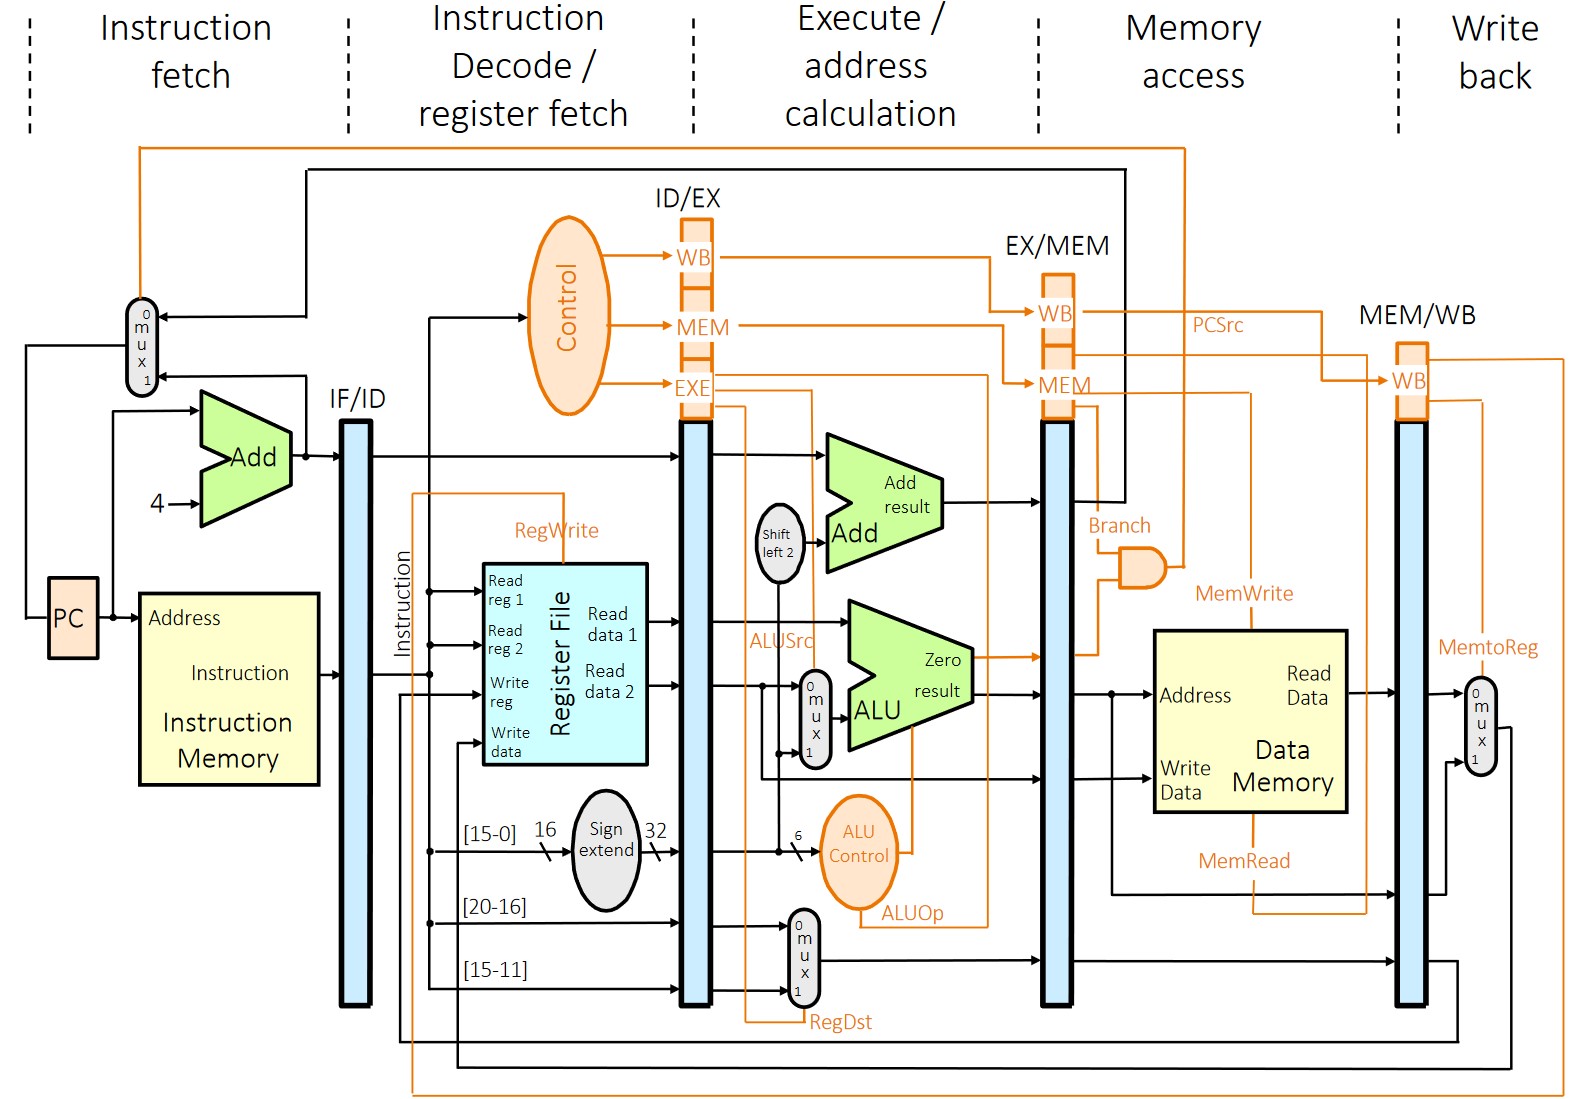 Instruction
fetch
Instruction
Decode /
register fetch
Execute /
address
calculation
Memory
access
Write
back
ID/EX
EX/MEM
MEM/WB
IF/ID
Control
WB
MEM
EXE
WB
MEM
WB
PCSrc
0
m
u
x
1
Add
4
PC
Address
Instruction
Instruction
Memory
Instruction
RegWrite
Read
reg 1
Read
reg 2
Write
reg
Write
data
Register File
Read
data 1
Read
data 2
[15-0]
16
Sign
extend
32
[20-16]
[15-11]
Shift
left 2
Add
result
Add
ALUSrc
0
m
u
x
1
Zero
result
ALU
6
ALU
Control
ALUOp
0
m
u
x
1
RegDst
Branch
MemWrite
Address
Read
Data
Write
Data
Data
Memory
MemRead
MemtoReg
0
m
u
x
1